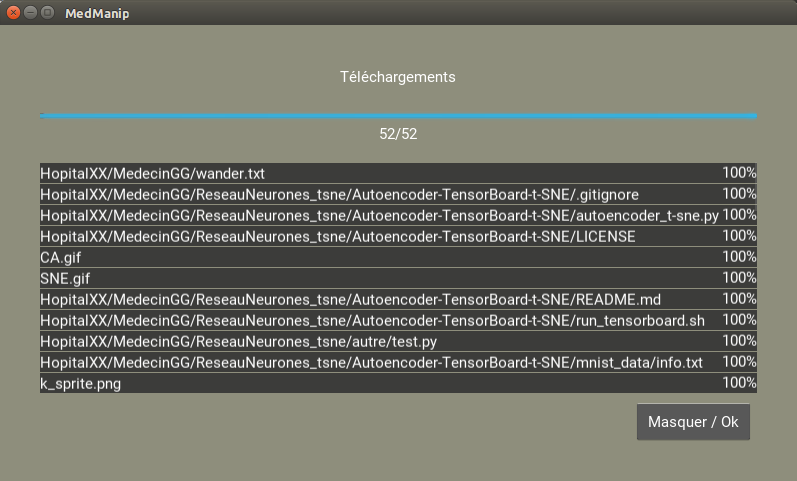 MedManip
Téléchargements
52/52
HopitalXX/MedecinGG/wander.txt 100%
HopitalXX/MedecinGG/ReseauNeurones_tsne/Autoencoder-TensorBoard-t-SNE/.gitignore 100%
HopitalXX/MedecinGG/ReseauNeurones_tsne/Autoencoder-TensorBoard-t-SNE/autoencoder_t-sne.py 100%
HopitalXX/MedecinGG/ReseauNeurones_tsne/Autoencoder-TensorBoard-t-SNE/LICENSE 100%
CA.gif 100%
SNE.gif 100%
HopitalXX/MedecinGG/ReseauNeurones_tsne/Autoencoder-TensorBoard-t-SNE/README.md 100%
HopitalXX/MedecinGG/ReseauNeurones_tsne/Autoencoder-TensorBoard-t-SNE/run_tensorboard.sh 100%
HopitalXX/MedecinGG/ReseauNeurones_tsne/autre/test.py 100%
HopitalXX/MedecinGG/ReseauNeurones_tsne/Autoencoder-TensorBoard-t-SNE/mnist_data/info.txt 100%
k_sprite.png 100%
Masquer / Ok